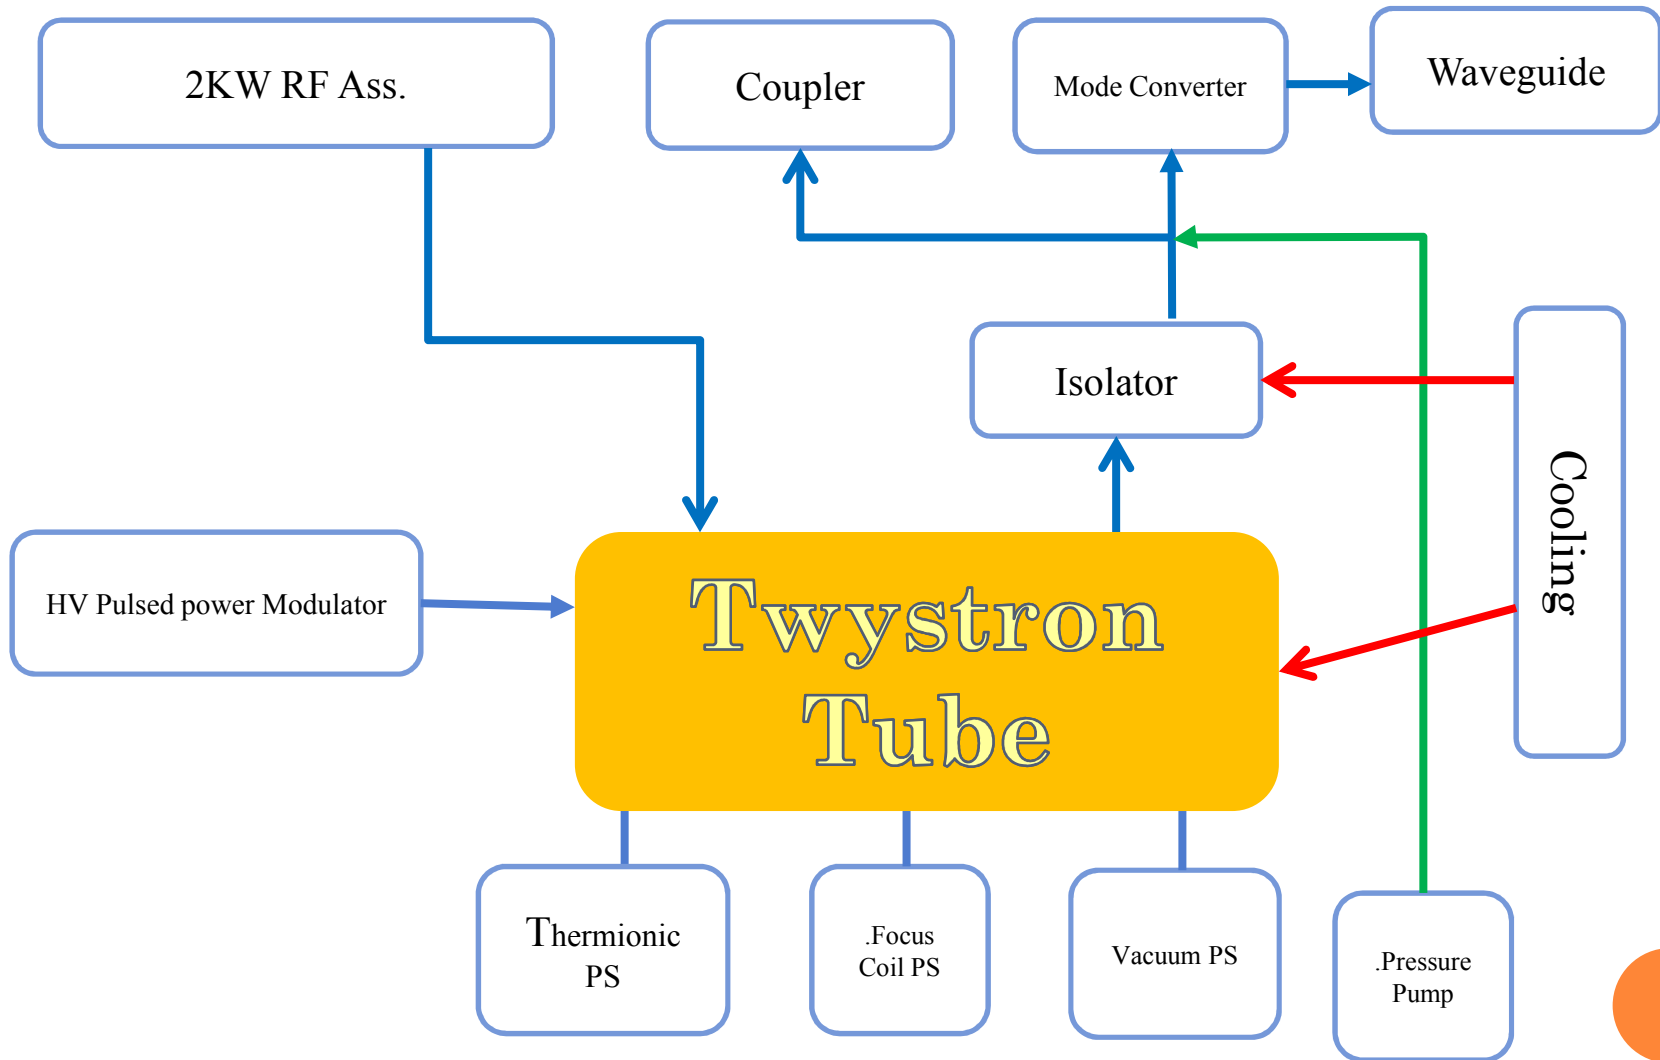 2KW RF Ass.
Coupler
Mode Converter
Waveguide
Isolator
Cooling
HV Pulsed power Modulator
Twystron
Tube
Thermionic
PS
.Focus
Coil PS
Vacuum PS
.Pressure
Pump